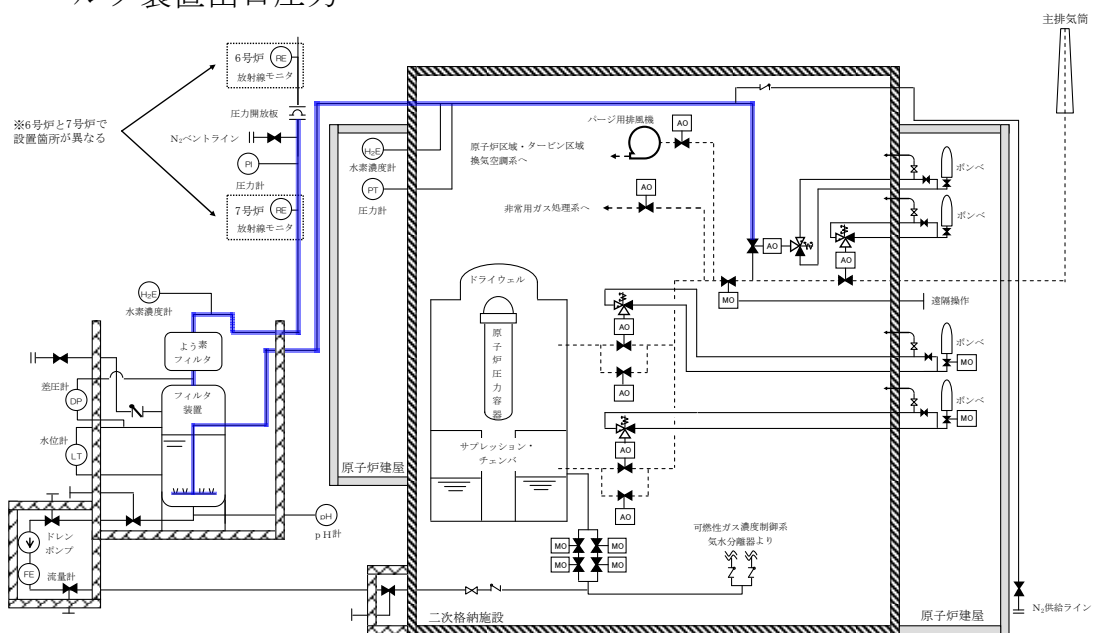 主排気筒
6号炉
RE
放射線モニタ
※6号炉と7号炉で
設置箇所が異なる
圧力開放板
N₂ベントライン
PI
圧力計
7号炉
RE
放射線モニタ
H₂E
水素濃度計
PT
圧力計
パージ用排風機
AO
原子炉区域・タービン区域
換気空調系へ
AO
非常用ガス処理系へ
ボンベ
ボンベ
AO
AO
MO
遠隔操作
H₂E
水素濃度計
よう素
フィルタ
差圧計
DP
フィルタ
装置
水位計
LT
ドライウェル
原子炉圧力容器
サプレッション・
チェンバ
AO
AO
AO
AO
ボンベ
MO
ボンベ
MO
原子炉建屋
pH
pH計
ドレン
ポンプ
流量計
FE
MO
MO
MO
MO
可燃性ガス濃度制御系
気水分離器より
二次格納施設
原子炉建屋
N₂供給ライン